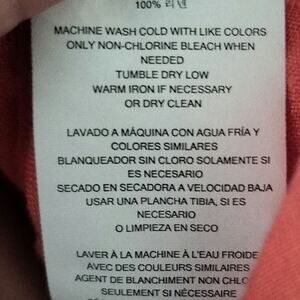 100%
MACHINE WASH COLD WITH LIKE COLORS
ONLY NON-CHLORINE BLEACH WHEN
NEEDED
TUMBLE DRY LOW
WARM IRON IF NECESSARY
OR DRY CLEAN
LAVADO A MÁQUINA CON AGUA FRÍA Y
COLORES SIMILARES
BLANQUEADOR SIN CLORO SOLAMENTE SI
ES NECESARIO
SECADO EN SECADORA A VELOCIDAD BAJA
USAR UNA PLANCHA TIBIA, SI ES
NECESARIO
O LIMPIEZA EN SECO
LAVER À LA MACHINE À L'EAU FROIDE
AVEC DES COULEURS SIMILAIRES
AGENT DE BLANCHIMENT NON
SEULEMENT SI NÉCESSAIRE